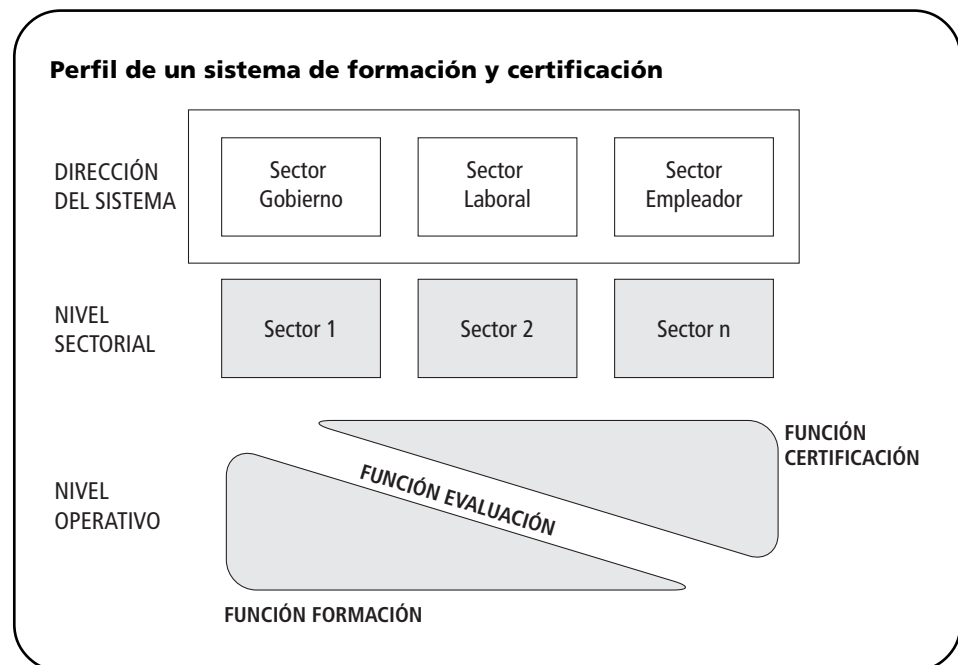 Perfil de un sistema de formación y certificación
DIRECCIÓN
DEL SISTEMA
Sector
Gobierno
Sector
Laboral
Sector
Empleador
NIVEL
SECTORIAL
Sector 1
Sector 2
Sector n
NIVEL
OPERATIVO
FUNCIÓN
CERTIFICACIÓN
FUNCIÓN EVALUACIÓN
FUNCIÓN FORMACIÓN